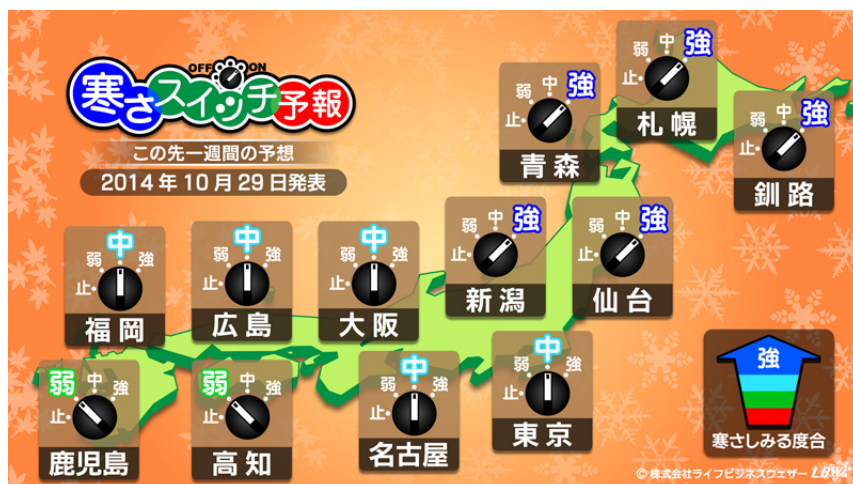 OFF ON
寒さスイッチ予報
この先一週間の予想
2014年10月29日発表
止 弱 中 強
札幌
止 弱 中 強
青森
止 弱 中 強
釧路
止 弱 中 強
新潟
止 弱 中 強
仙台
止 弱 中 強
福岡
止 弱 中 強
広島
止 弱 中 強
大阪
止 弱 中 強
東京
止 弱 中 強
名古屋
止 弱 中 強
高知
止 弱 中 強
鹿児島
強
寒さしみる度合
© 株式会社ライフビジネスウェザー LBW